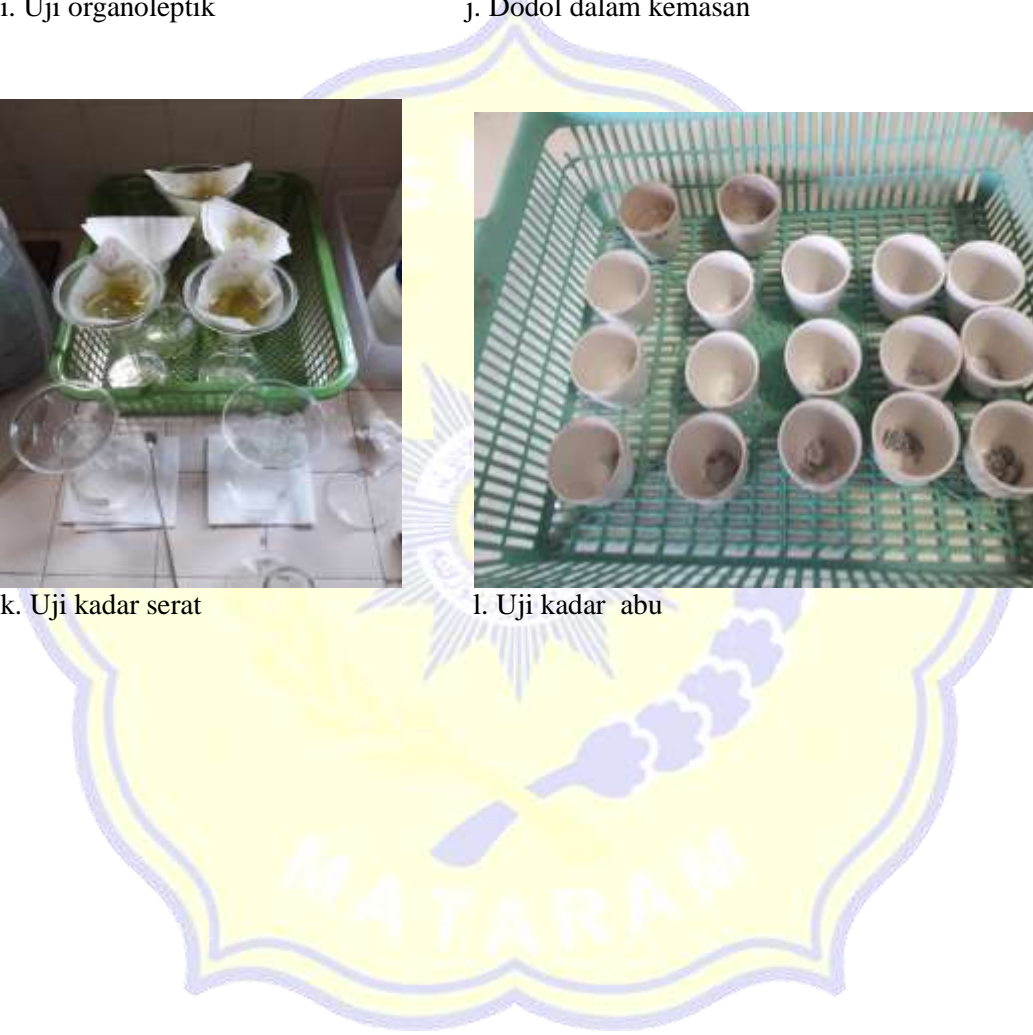 i. Uji organoleptik
j. Dodol dalam kemasan
k. Uji kadar serat
l. Uji kadar abu
MATARAM